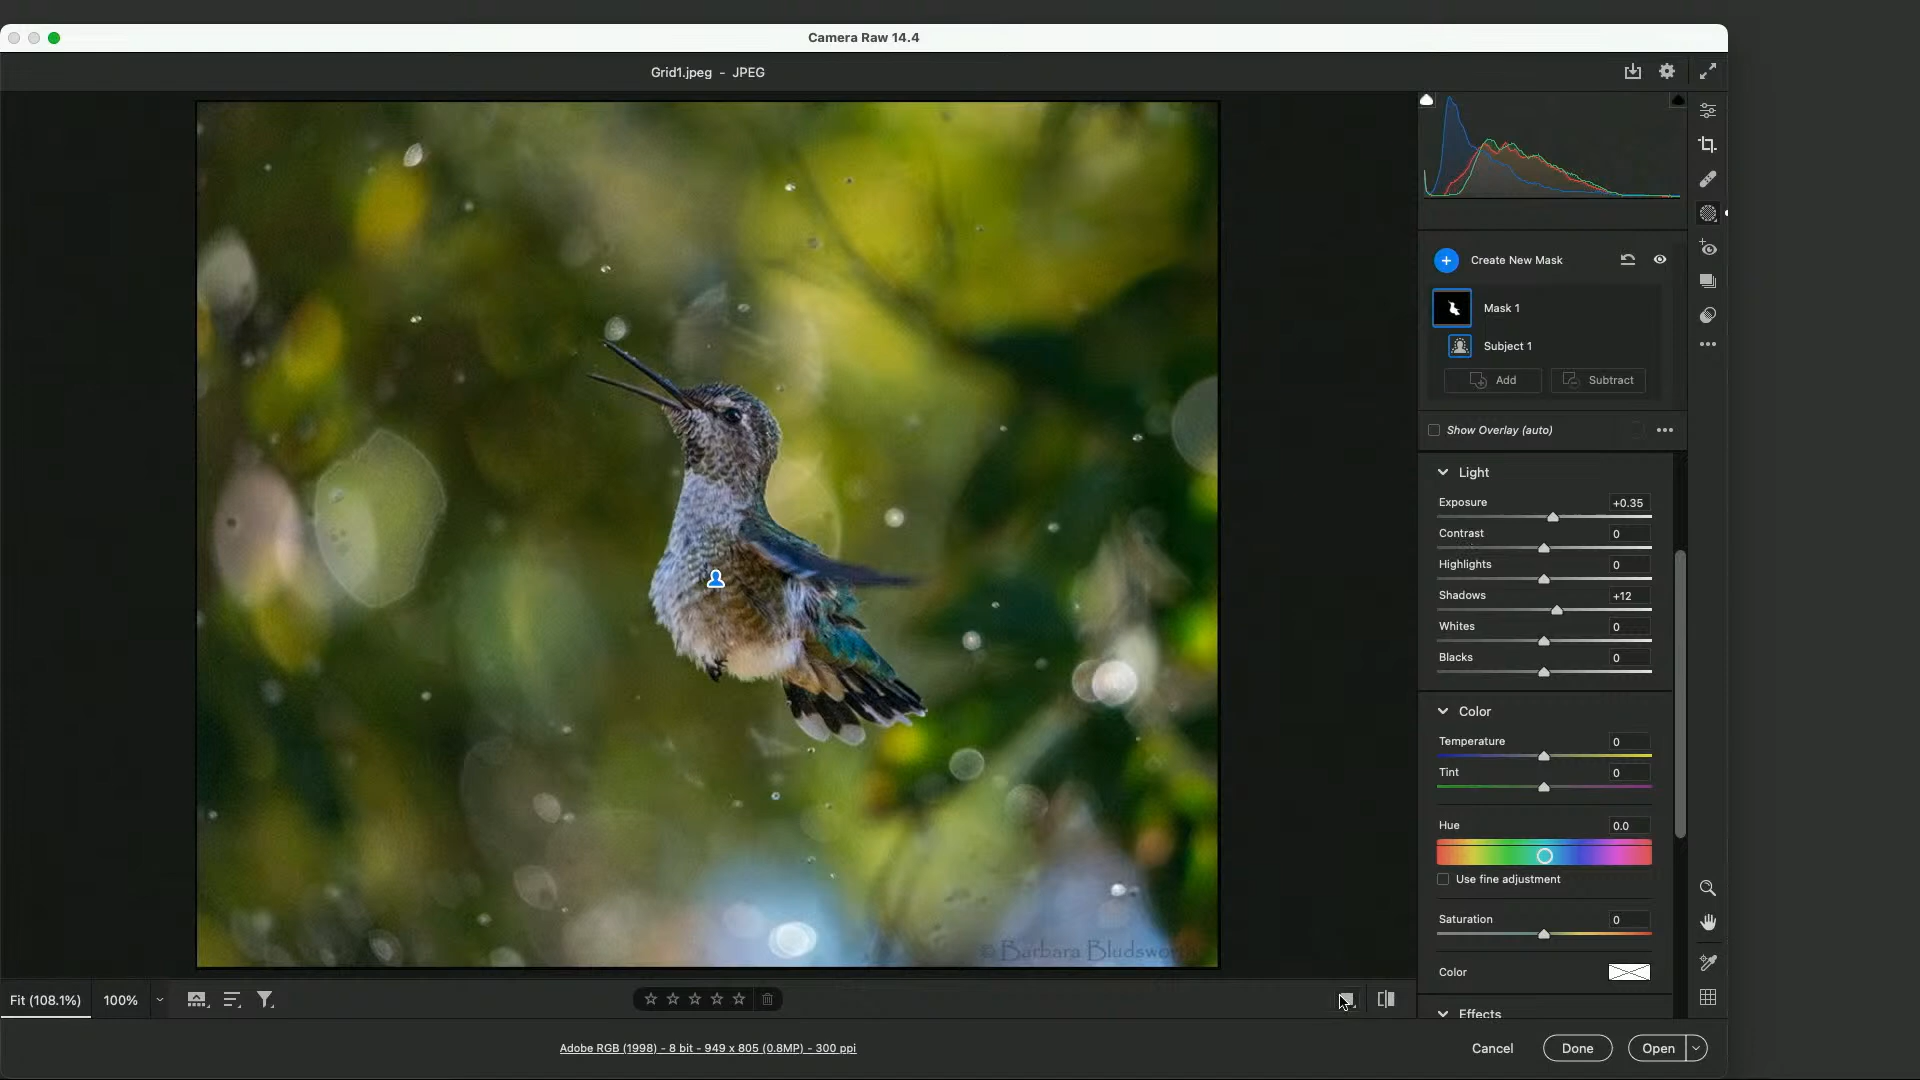 Camera Raw 14.4
Grid1.jpeg - JPEG
Create New Mask
Mask 1
Subject 1
Add
Subtract
Show Overlay (auto)
Light
Exposure +0.35
Contrast 0
Highlights 0
Shadows +12
Whites 0
Blacks 0
Color
Temperature 0
Tint 0
Hue 0.0
Use fine adjustment
Saturation 0
Color
Effects
© Barbara Bludsworth
Fit (108.1%)
100%
Adobe RGB (1998) - 8 bit - 949 x 805 (0.8MP) - 300 ppi
Cancel
Done
Open